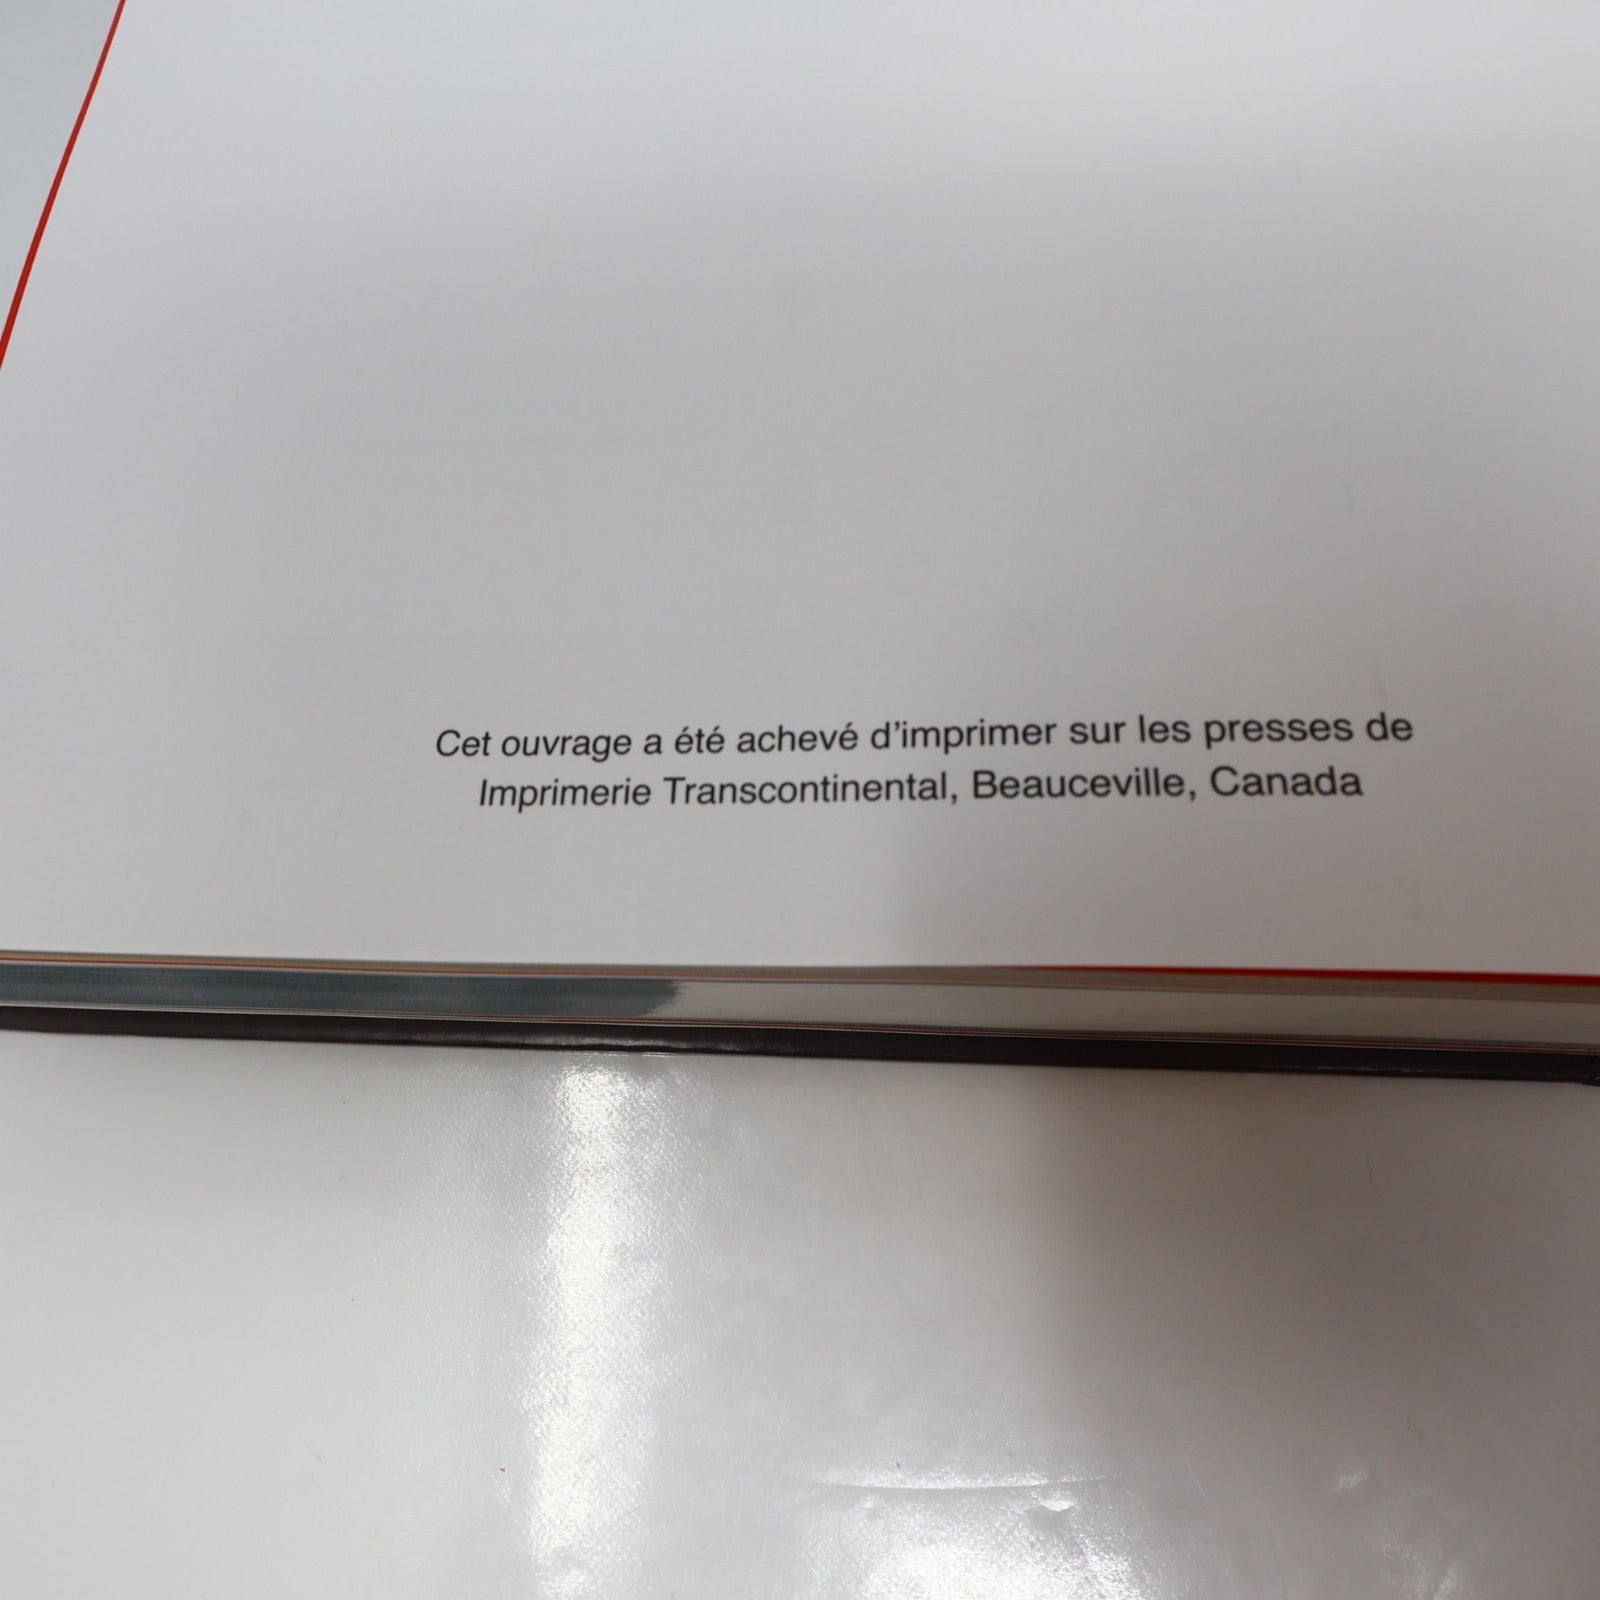 Cet ouvrage a été achevé d'imprimer sur les presses de
Imprimerie Transcontinental, Beauceville, Canada